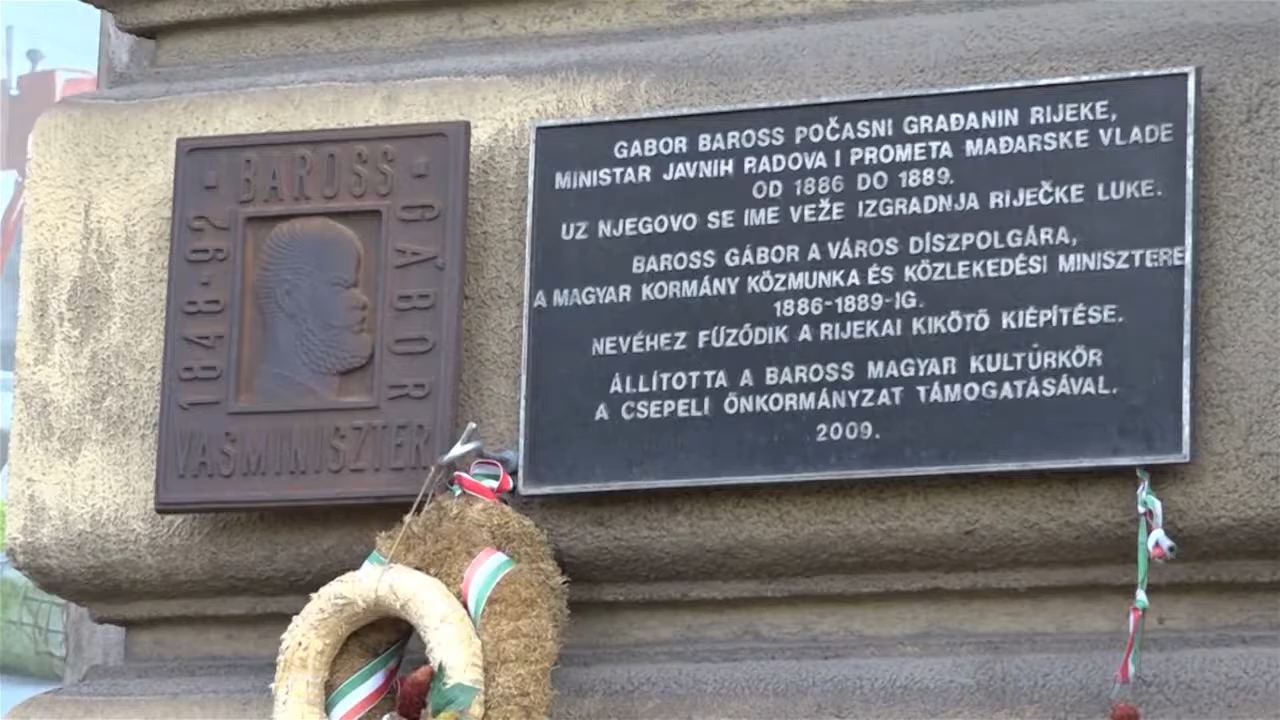 · BAROSS ·
GÁBOR
1848-92
VASMINISZTER
GABOR BAROSS POČASNI GRAĐANIN RIJEKE,
MINISTAR JAVNIH RADOVA I PROMETA MAĐARSKE VLADE
OD 1886 DO 1889.
UZ NJEGOVO SE IME VEŽE IZGRADNJA RIJEČKE LUKE.
BAROSS GÁBOR A VÁROS DÍSZPOLGÁRA,
A MAGYAR KORMÁNY KÖZMUNKA ÉS KÖZLEKEDÉSI MINISZTERE
1886-1889-IG.
NEVÉHEZ FŰZŐDIK A RIJEKAI KIKÖTŐ KIÉPÍTÉSE.
ÁLLÍTOTTA A BAROSS MAGYAR KULTÚRKÖR
A CSEPELI ÖNKORMÁNYZAT TÁMOGATÁSÁVAL.
2009.